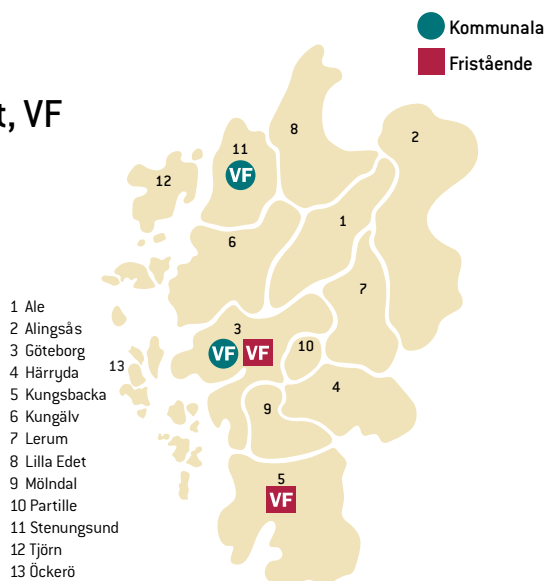 Kommunala
Fristående
t, VF
8
2
11
VF
12
1
6
7
3
VF VF
10
13
4
9
5
VF
1 Ale
2 Alingsås
3 Göteborg
4 Härryda
5 Kungsbacka
6 Kungälv
7 Lerum
8 Lilla Edet
9 Mölndal
10 Partille
11 Stenungsund
12 Tjörn
13 Öckerö